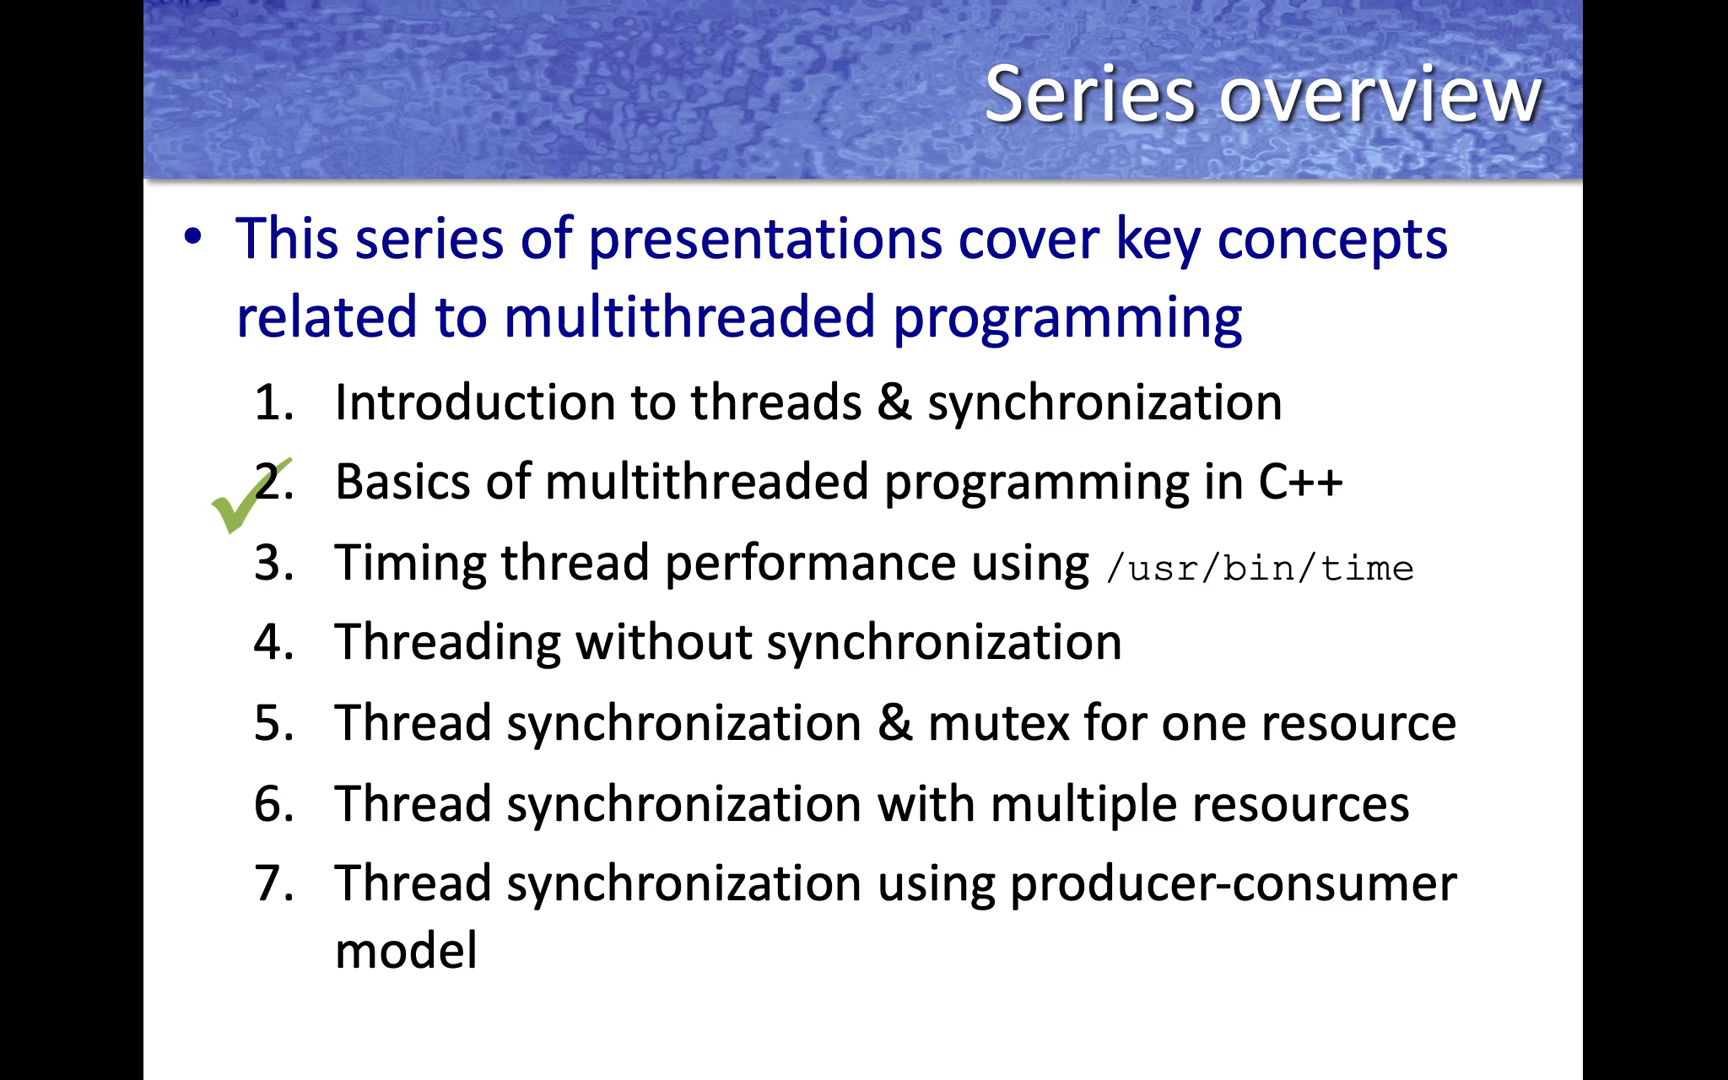 Series overview
• This series of presentations cover key concepts
related to multithreaded programming
1. Introduction to threads & synchronization
2. Basics of multithreaded programming in C++
3. Timing thread performance using /usr/bin/time
4. Threading without synchronization
5. Thread synchronization & mutex for one resource
6. Thread synchronization with multiple resources
7. Thread synchronization using producer-consumer
model